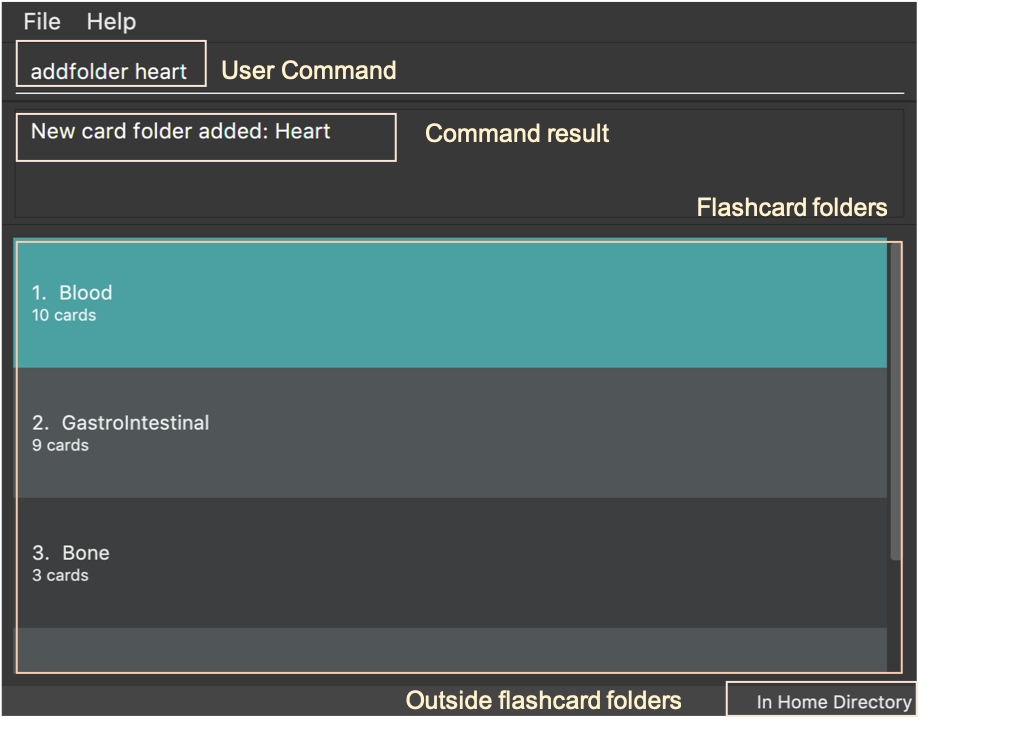 File Help
addfolder heart User Command
New card folder added: Heart Command result
Flashcard folders
1. Blood
10 cards
2. GastroIntestinal
9 cards
3. Bone
3 cards
Outside flashcard folders In Home Directory